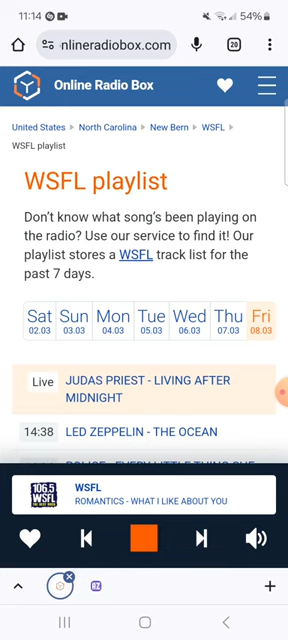 11:14
54%
nlineradiobox.com
20
Online Radio Box
United States
North Carolina
New Bern
WSFL
WSFL playlist
WSFL playlist
Don't know what song's been playing on
the radio? Use our service to find it! Our
playlist stores a WSFL track list for the
past 7 days.
Sat Sun Mon Tue Wed Thu Fri
02.03 03.03 04.03 05.03 06.03 07.03 08.03
Live JUDAS PRIEST - LIVING AFTER
MIDNIGHT
14:38 LED ZEPPELIN - THE OCEAN
106.5
WSFL
WSFL
ROMANTICS - WHAT I LIKE ABOUT YOU